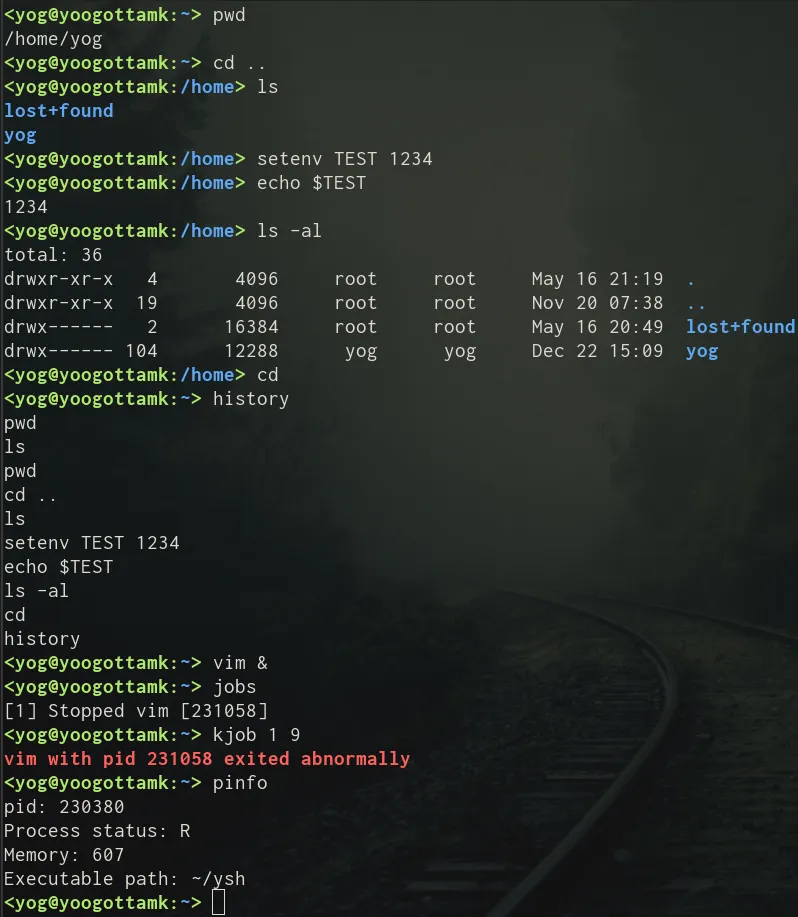 <yog@yoogottamk:~> pwd
/home/yog
<yog@yoogottamk:~> cd ..
<yog@yoogottamk:/home> ls
lost+found
yog
<yog@yoogottamk:/home> setenv TEST 1234
<yog@yoogottamk:/home> echo $TEST
1234
<yog@yoogottamk:/home> ls -al
total: 36
drwxr-xr-x   4       4096     root     root     May 16 21:19  .
drwxr-xr-x  19       4096     root     root     Nov 20 07:38  ..
drwx------   2      16384     root     root     May 16 20:49  lost+found
drwx------ 104      12288      yog      yog     Dec 22 15:09  yog
<yog@yoogottamk:/home> cd
<yog@yoogottamk:~> history
pwd
ls
pwd
cd ..
ls
setenv TEST 1234
echo $TEST
ls -al
cd
history
<yog@yoogottamk:~> vim &
<yog@yoogottamk:~> jobs
[1] Stopped vim [231058]
<yog@yoogottamk:~> kjob 1 9
vim with pid 231058 exited abnormally
<yog@yoogottamk:~> pinfo
pid: 230380
Process status: R
Memory: 607
Executable path: ~/ysh
<yog@yoogottamk:~>